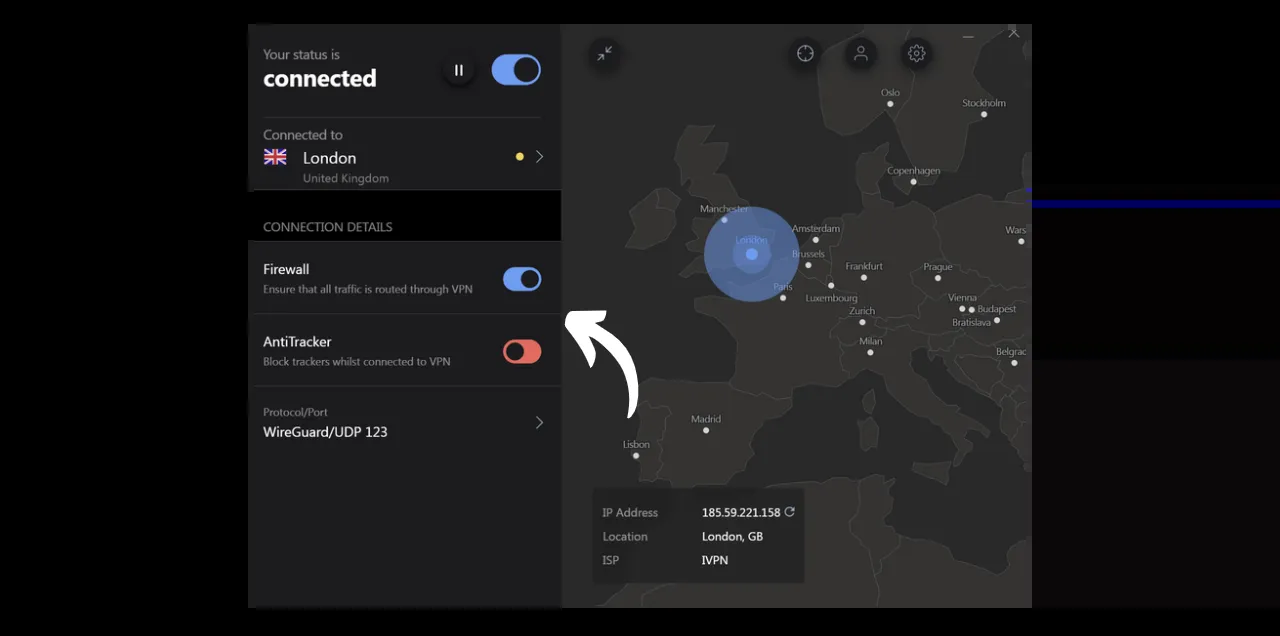 Your status is
connected
Connected to
London
United Kingdom
CONNECTION DETAILS
Firewall
Ensure that all traffic is routed through VPN
AntiTracker
Block trackers whilst connected to VPN
Protocol/Port
WireGuard/UDP 123
Oslo
Stockholm
Copenhagen
Manchester
London
Amsterdam
Brussels
Wars
Frankfurt
Prague
Paris
Luxembourg
Vienna
Budapest
Bratislava
Zurich
Milan
Belgrac
Madrid
Lisbon
IP Address 185.59.221.158
Location London, GB
ISP IVPN